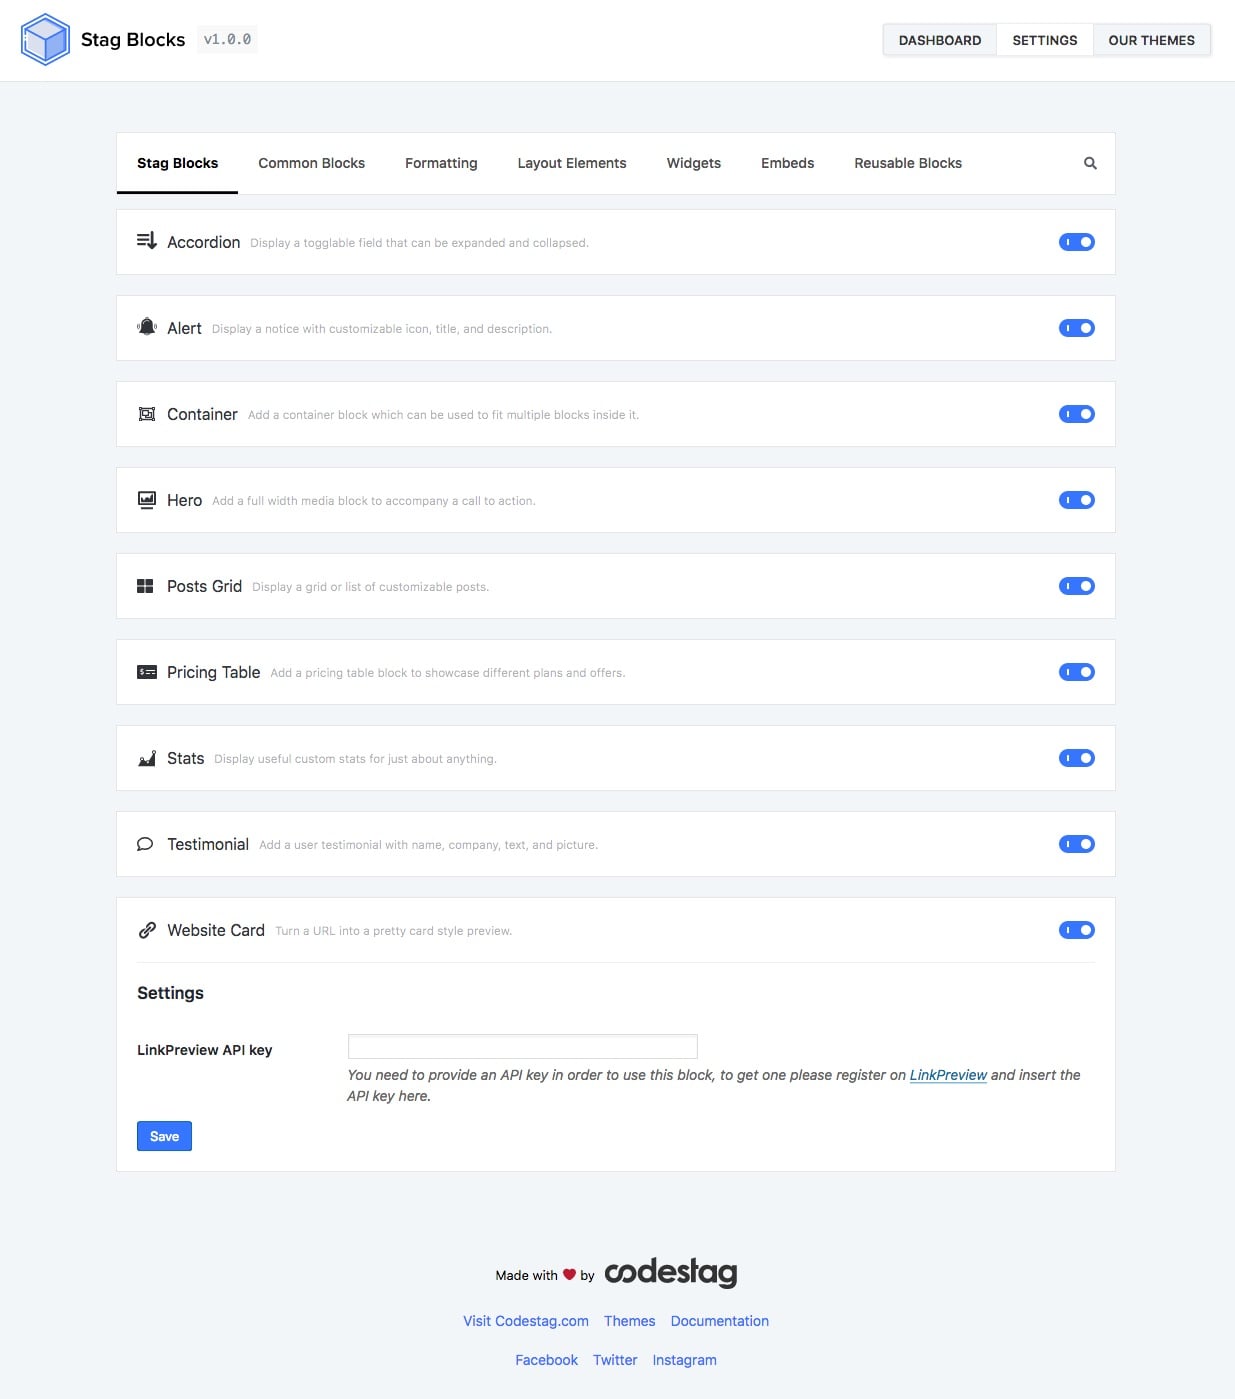 Stag Blocks v1.0.0
DASHBOARD SETTINGS OUR THEMES
Stag Blocks Common Blocks Formatting Layout Elements Widgets Embeds Reusable Blocks
Accordion Display a togglable field that can be expanded and collapsed.
Alert Display a notice with customizable icon, title, and description.
Container Add a container block which can be used to fit multiple blocks inside it.
Hero Add a full width media block to accompany a call to action.
Posts Grid Display a grid or list of customizable posts.
Pricing Table Add a pricing table block to showcase different plans and offers.
Stats Display useful custom stats for just about anything.
Testimonial Add a user testimonial with name, company, text, and picture.
Website Card Turn a URL into a pretty card style preview.
Settings
LinkPreview API key
You need to provide an API key in order to use this block, to get one please register on LinkPreview and insert the
API key here.
Save
Made with ❤ by codestag
Visit Codestag.com Themes Documentation
Facebook Twitter Instagram